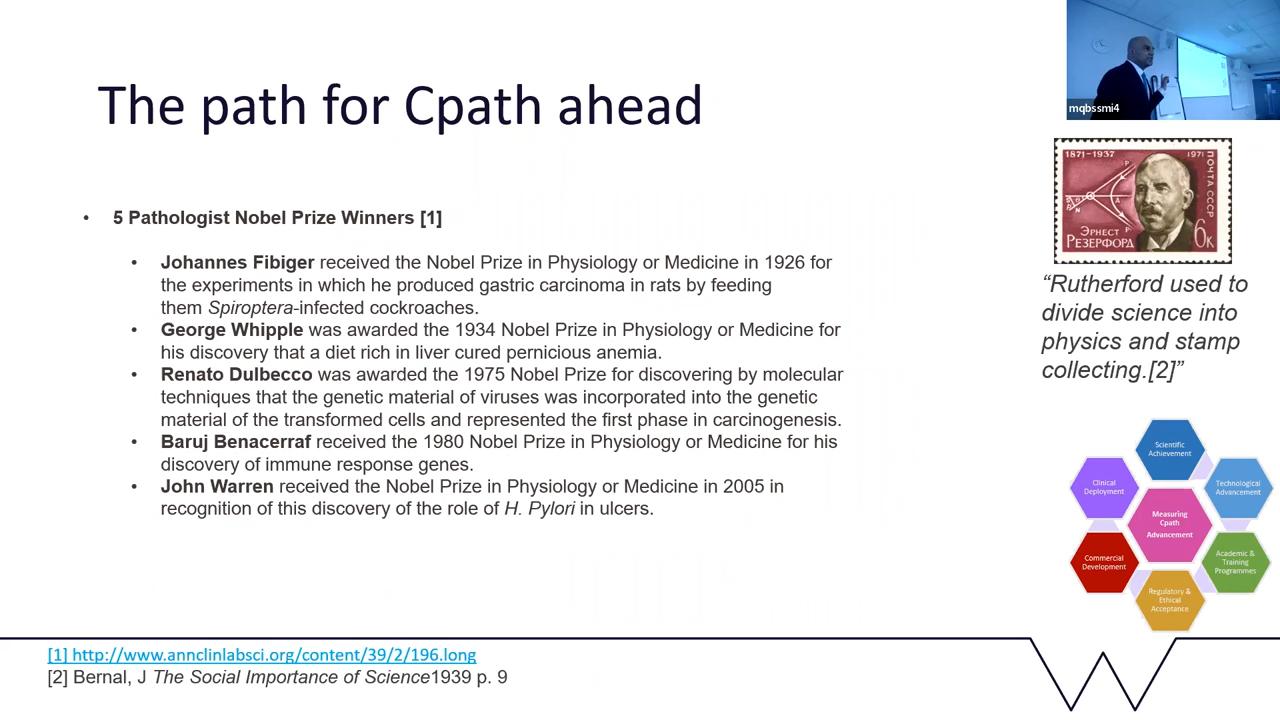 The path for Cpath ahead
mqbssmi4
• 5 Pathologist Nobel Prize Winners [1]
• Johannes Fibiger received the Nobel Prize in Physiology or Medicine in 1926 for
the experiments in which he produced gastric carcinoma in rats by feeding
them Spiroptera-infected cockroaches.
• George Whipple was awarded the 1934 Nobel Prize in Physiology or Medicine for
his discovery that a diet rich in liver cured pernicious anemia.
• Renato Dulbecco was awarded the 1975 Nobel Prize for discovering by molecular
techniques that the genetic material of viruses was incorporated into the genetic
material of the transformed cells and represented the first phase in carcinogenesis.
• Baruj Benacerraf received the 1980 Nobel Prize in Physiology or Medicine for his
discovery of immune response genes.
• John Warren received the Nobel Prize in Physiology or Medicine in 2005 in
recognition of this discovery of the role of H. Pylori in ulcers.
1871-1937
1971
ПОЧТА СССР
ЭРНЕСТ
РЕЗЕРФОРД
6к
“Rutherford used to
divide science into
physics and stamp
collecting.[2]”
Scientific
Achievement
Clinical
Deployment
Technological
Advancement
Measuring
Cpath
Advancement
Commercial
Development
Academic &
Training
Programmes
Regulatory &
Ethical
Acceptance
[1] http://www.annclinlabsci.org/content/39/2/196.long
[2] Bernal, J The Social Importance of Science1939 p. 9